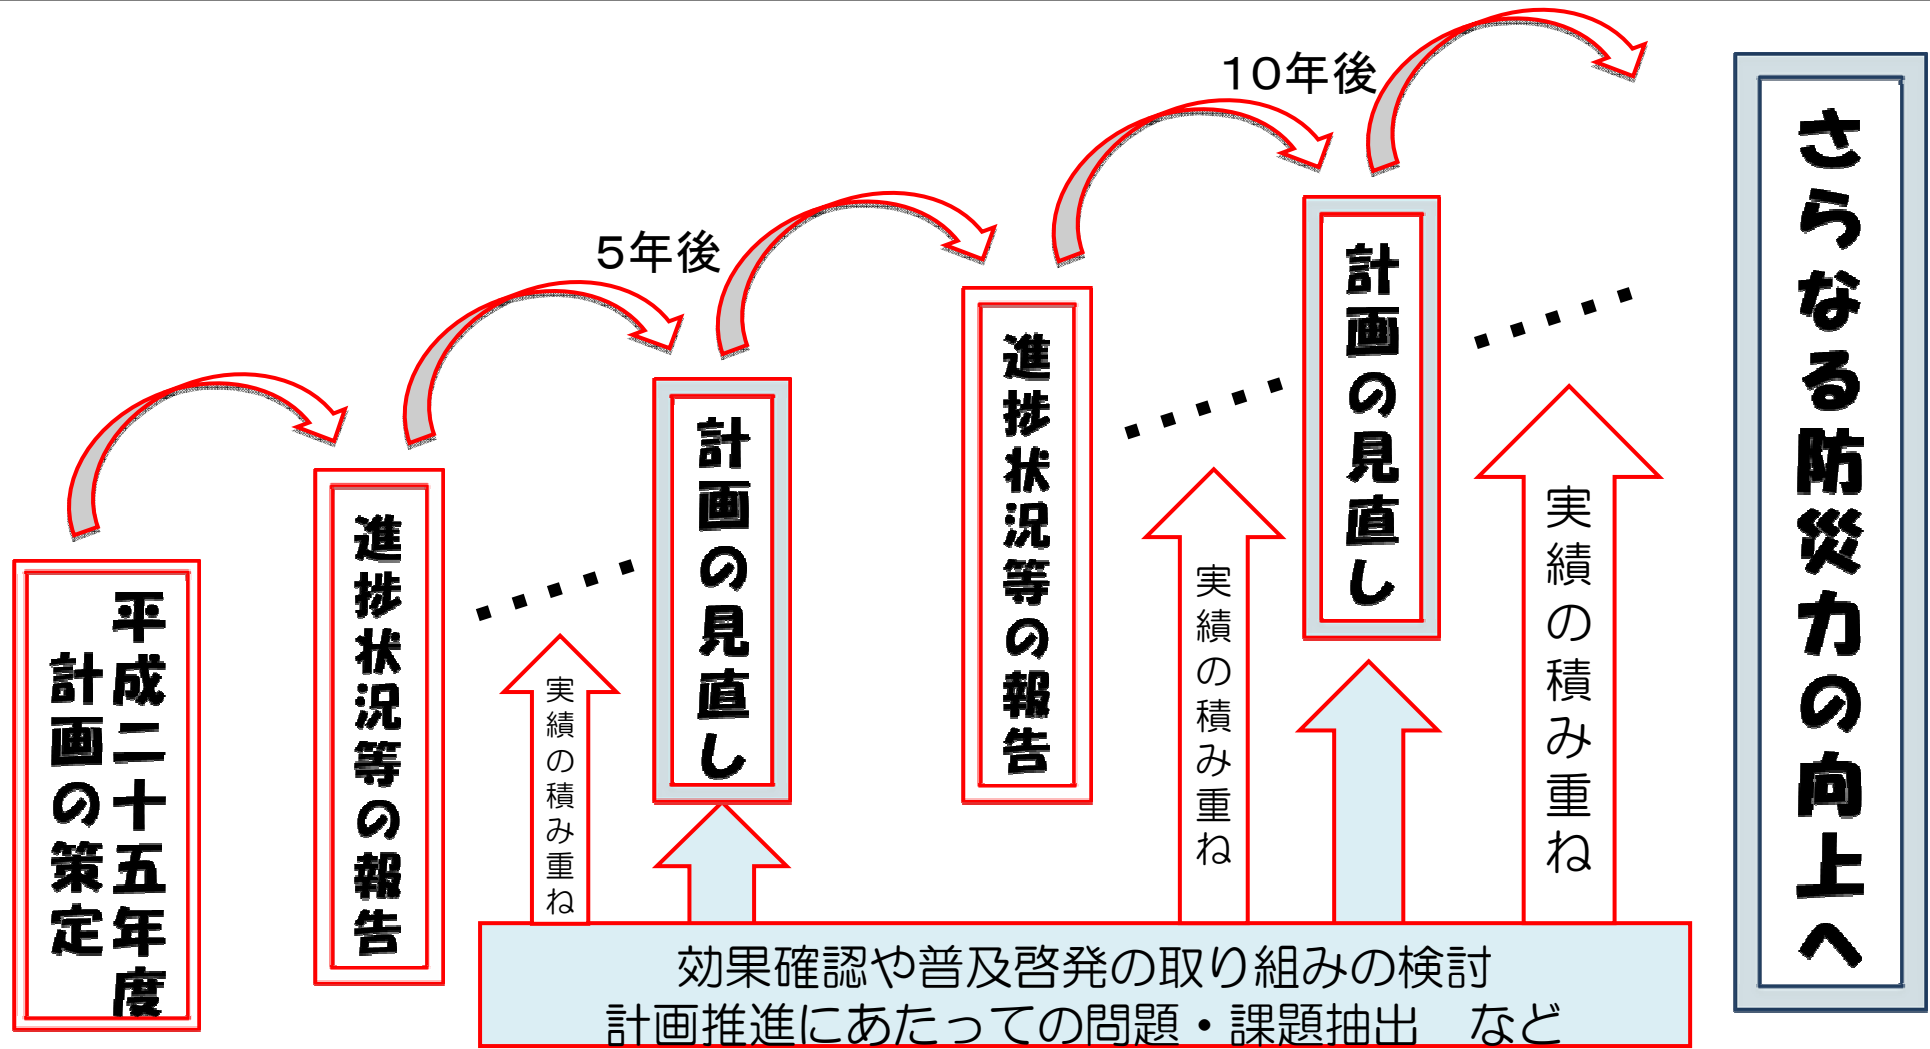 平成二十五年度
計画の策定
進捗状況等の報告
実績の積み重ね
5年後
計画の見直し
進捗状況等の報告
実績の積み重ね
10年後
計画の見直し
実績の積み重ね
さらなる防災力の向上へ
効果確認や普及啓発の取り組みの検討
計画推進にあたっての問題・課題抽出　など